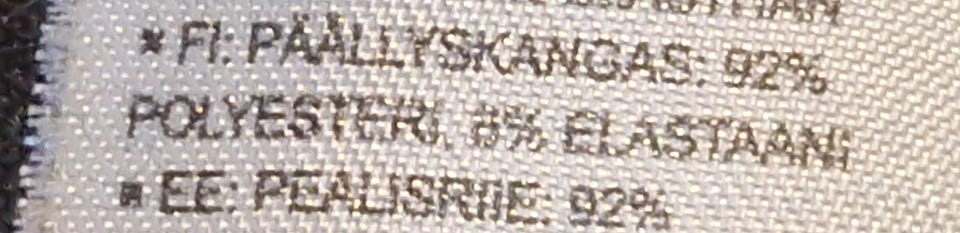 * FI: PÄÄLLYSKANGAS: 92%
POLYESTERI, 8% ELASTAANI
* EE: PEALISRIIE: 92%